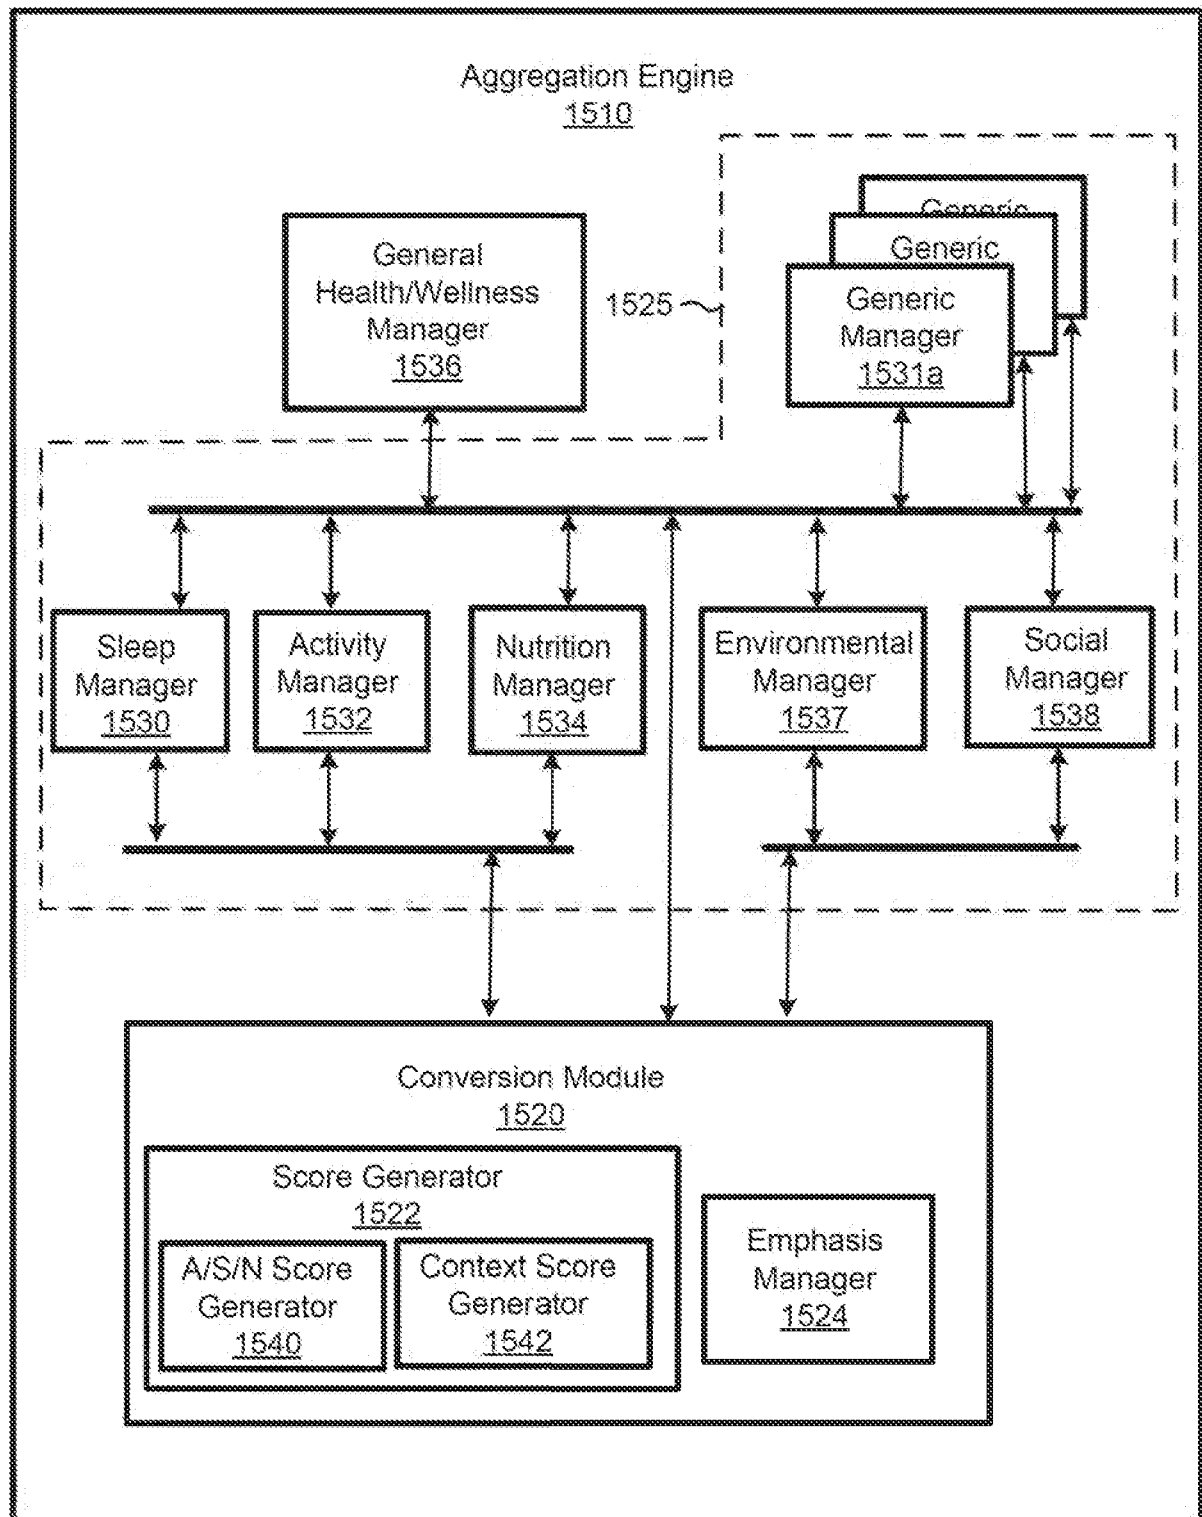 Aggregation Engine
1510
Generic
Generic
General
Health/Wellness
Manager
1536
1525
Generic
Manager
1531a
Sleep
Manager
1530
Activity
Manager
1532
Nutrition
Manager
1534
Environmental
Manager
1537
Social
Manager
1538
Conversion Module
1520
Score Generator
1522
A/S/N Score
Generator
1540
Context Score
Generator
1542
Emphasis
Manager
1524